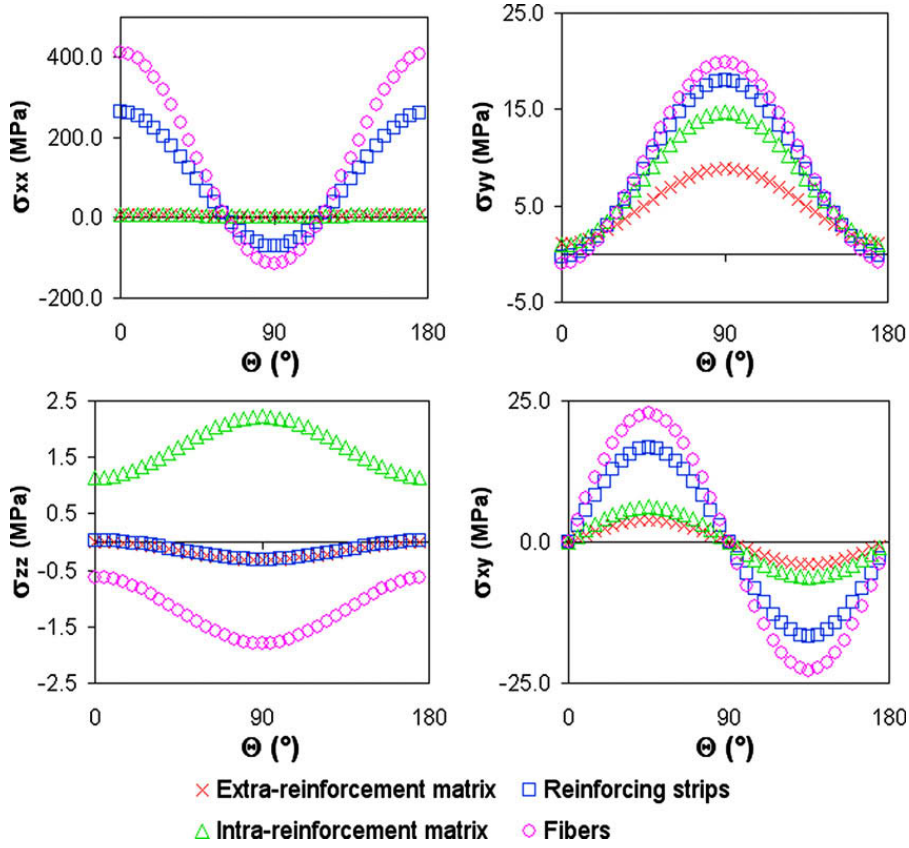 400.0
200.0
0.0
-200.0
σxx (MPa)
0
90
180
Θ (°)
25.0
15.0
5.0
-5.0
σyy (MPa)
0
90
180
Θ (°)
2.5
1.5
0.5
-0.5
-1.5
-2.5
σzz (MPa)
0
90
180
Θ (°)
25.0
0.0
-25.0
σxy (MPa)
0
90
180
Θ (°)
Extra-reinforcement matrix
Reinforcing strips
Intra-reinforcement matrix
Fibers